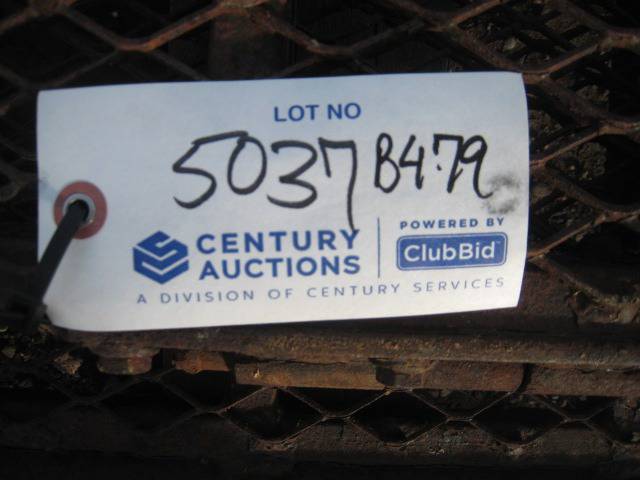 LOT NO
5037 B4-79
CENTURY AUCTIONS
POWERED BY
ClubBid
A DIVISION OF CENTURY SERVICES